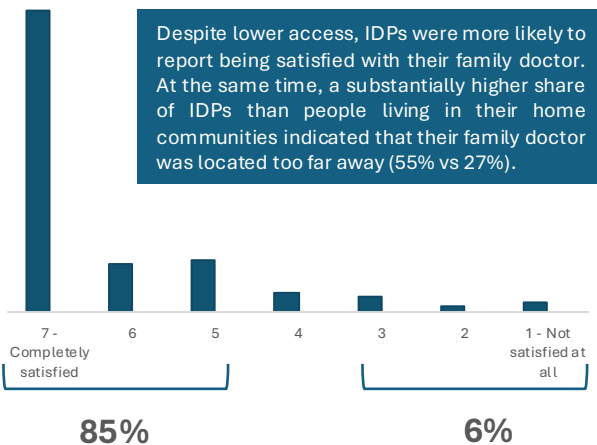 Despite lower access, IDPs were more likely to
report being satisfied with their family doctor.
At the same time, a substantially higher share
of IDPs than people living in their home
communities indicated that their family doctor
was located too far away (55% vs 27%).
7 -
Completely
satisfied
6
5
4
3
2
1 - Not
satisfied at
all
85%
6%